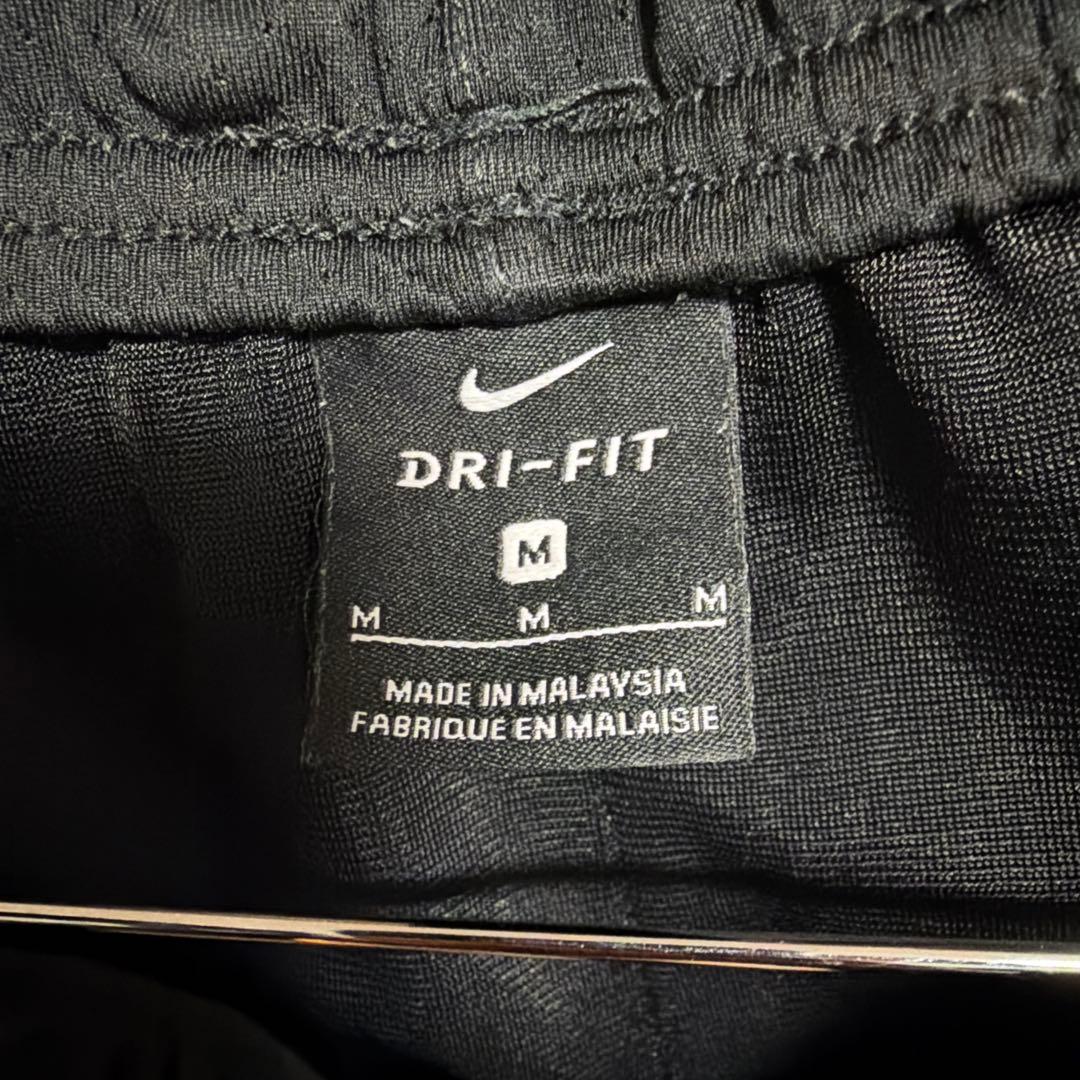 DRI-FIT
M
M M M
MADE IN MALAYSIA
FABRIQUE EN MALAISIE